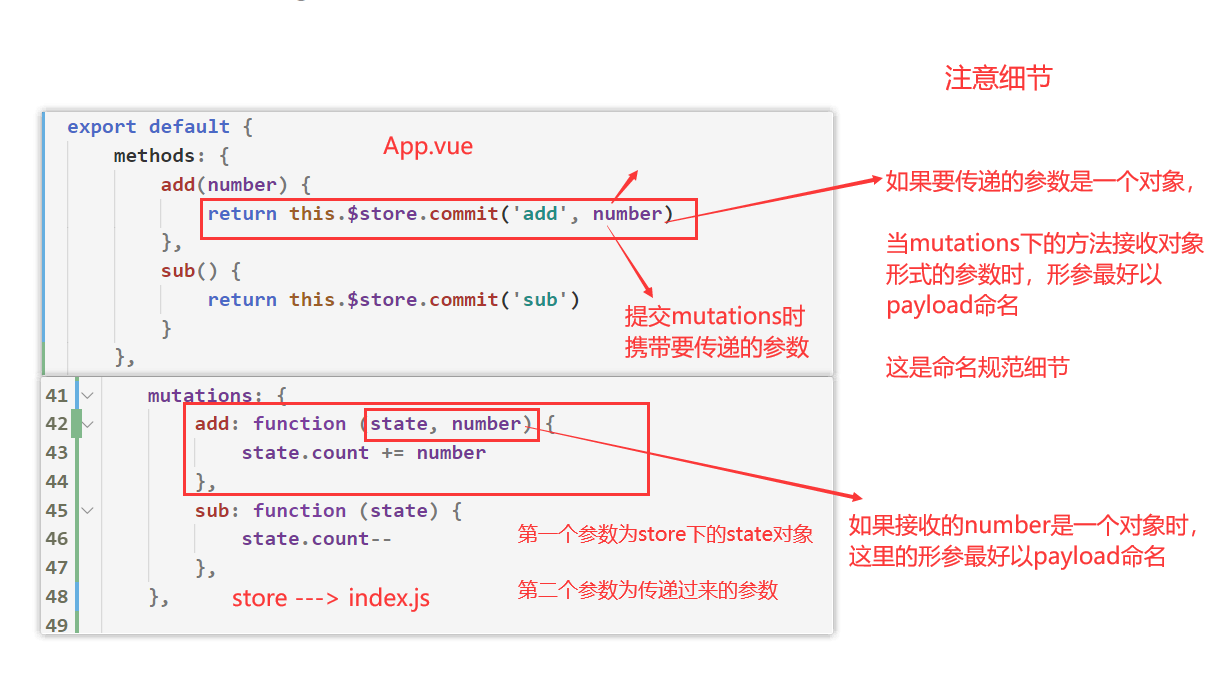 注意细节
export default {
methods: {
App.vue
add(number) {
return this.$store.commit('add', number)
},
sub() {
return this.$store.commit('sub')
}
},
提交mutations时
携带要传递的参数
如果要传递的参数是一个对象，
当mutations下的方法接收对象
形式的参数时，形参最好以
payload命名
这是命名规范细节
41 mutations: {
42 add: function (state, number) {
43 state.count += number
44 },
45 sub: function (state) {
46 state.count--
47 },
48 },
49
store ---> index.js
第一个参数为store下的state对象
第二个参数为传递过来的参数
如果接收的number是一个对象时，
这里的形参最好以payload命名